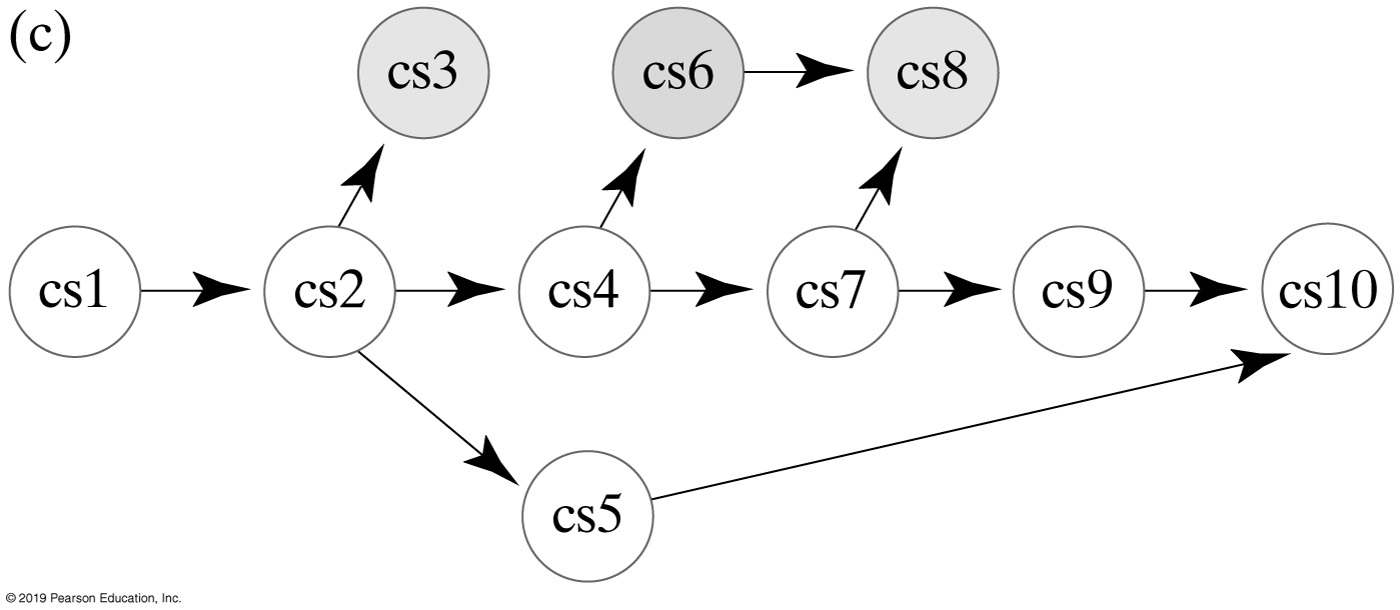 (c)
cs3
cs6
cs8
cs1
cs2
cs4
cs7
cs9
cs10
cs5
© 2019 Pearson Education, Inc.